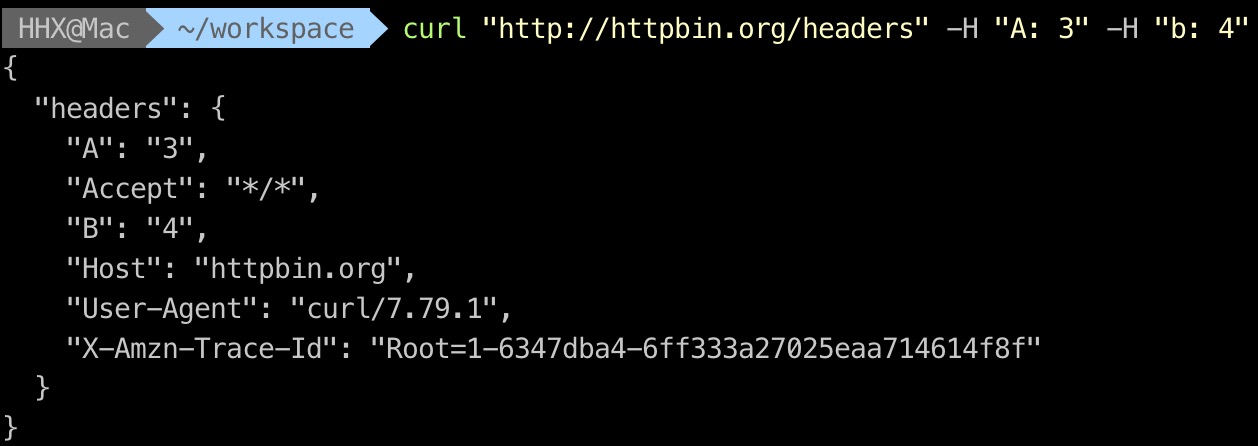 HHX@Mac ~/workspace curl "http://httpbin.org/headers" -H "A: 3" -H "b: 4"
{
  "headers": {
    "A": "3",
    "Accept": "*/*",
    "B": "4",
    "Host": "httpbin.org",
    "User-Agent": "curl/7.79.1",
    "X-Amzn-Trace-Id": "Root=1-6347dba4-6ff333a27025eaa714614f8f"
  }
}